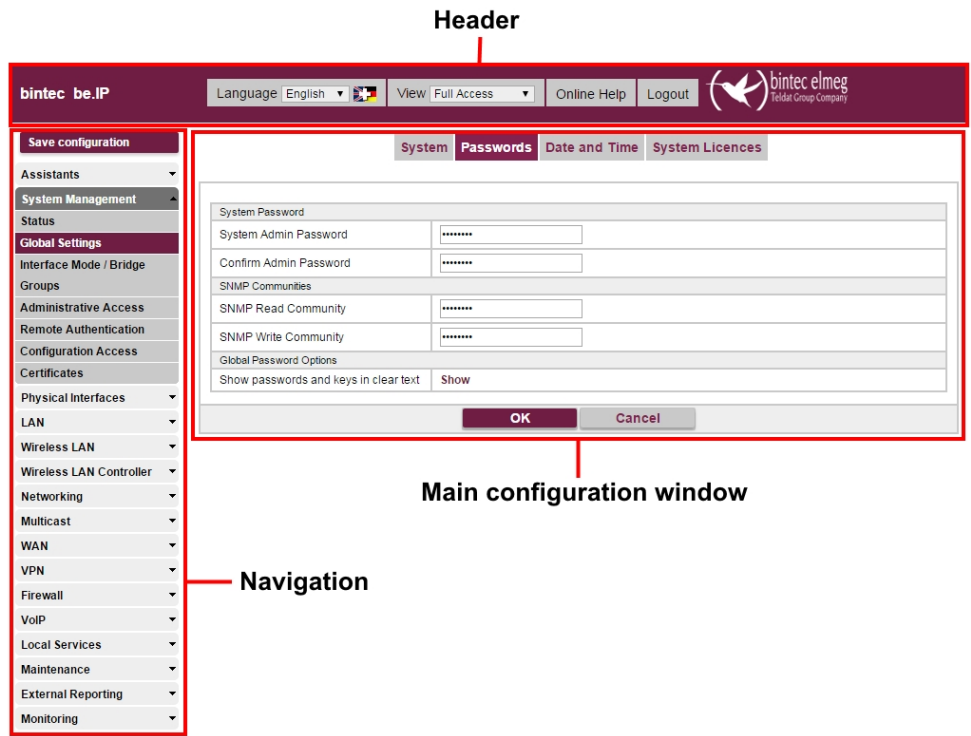 Header
bintec be.IP
Language English
View Full Access
Online Help
Logout
bintec elmeg
Teldat Group Company
Save configuration
Assistants
System Management
Status
Global Settings
Interface Mode / Bridge
Groups
Administrative Access
Remote Authentication
Configuration Access
Certificates
Physical Interfaces
LAN
Wireless LAN
Wireless LAN Controller
Networking
Multicast
WAN
VPN
Firewall
VoIP
Local Services
Maintenance
External Reporting
Monitoring
System Passwords Date and Time System Licences
System Password
System Admin Password ••••••••
Confirm Admin Password ••••••••
SNMP Communities
SNMP Read Community ••••••••
SNMP Write Community ••••••••
Global Password Options
Show passwords and keys in clear text Show
OK Cancel
Main configuration window
Navigation